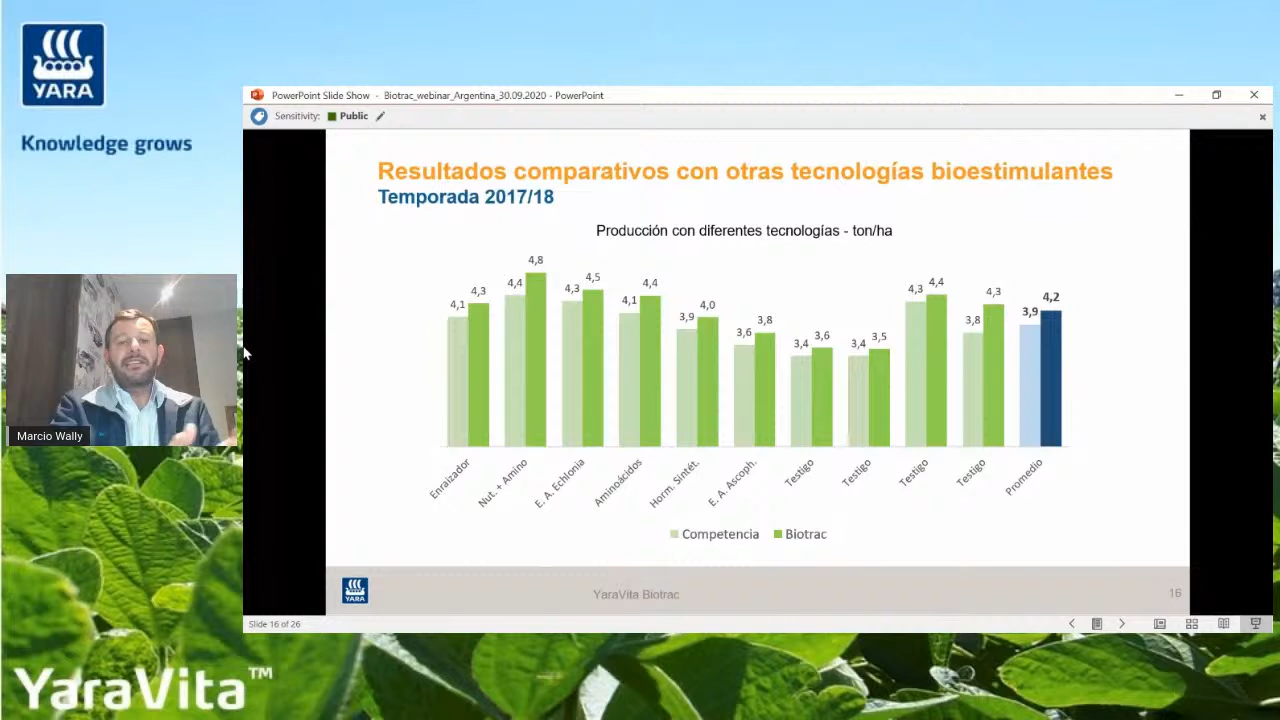 YARA
Knowledge grows
PowerPoint Slide Show - Biotrac_webinar_Argentina_30.09.2020 - PowerPoint
Sensitivity: Public
Resultados comparativos con otras tecnologías bioestimulantes
Temporada 2017/18
Producción con diferentes tecnologías - ton/ha
4,1 4,3 4,4 4,8 4,3 4,5 4,1 4,4 3,9 4,0 3,6 3,8 3,4 3,6 3,4 3,5 4,3 4,4 3,8 4,3 3,9 4,2
Enraizador Nut. + Amino E. A. Echlonia Aminoácidos Horm. Sintét. E. A. Ascoph. Testigo Testigo Testigo Testigo Promedio
Competencia Biotrac
Marcio Wally
YARA
YaraVita Biotrac
16
Slide 16 of 26
YaraVita™